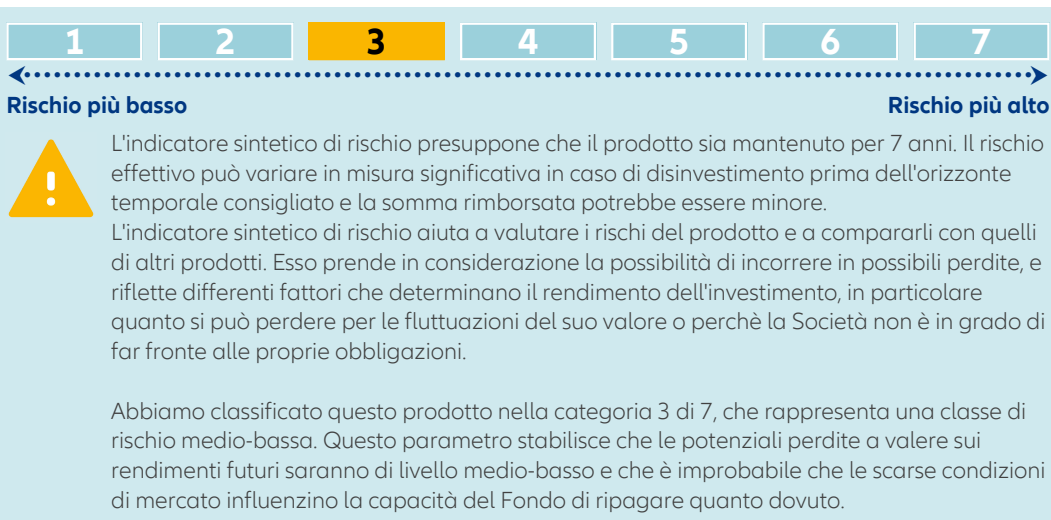 1 2 3 4 5 6 7
Rischio più basso Rischio più alto
L'indicatore sintetico di rischio presuppone che il prodotto sia mantenuto per 7 anni. Il rischio
effettivo può variare in misura significativa in caso di disinvestimento prima dell'orizzonte
temporale consigliato e la somma rimborsata potrebbe essere minore.
L'indicatore sintetico di rischio aiuta a valutare i rischi del prodotto e a compararli con quelli
di altri prodotti. Esso prende in considerazione la possibilità di incorrere in possibili perdite, e
riflette differenti fattori che determinano il rendimento dell'investimento, in particolare
quanto si può perdere per le fluttuazioni del suo valore o perchè la Società non è in grado di
far fronte alle proprie obbligazioni.
Abbiamo classificato questo prodotto nella categoria 3 di 7, che rappresenta una classe di
rischio medio-bassa. Questo parametro stabilisce che le potenziali perdite a valere sui
rendimenti futuri saranno di livello medio-basso e che è improbabile che le scarse condizioni
di mercato influenzino la capacità del Fondo di ripagare quanto dovuto.